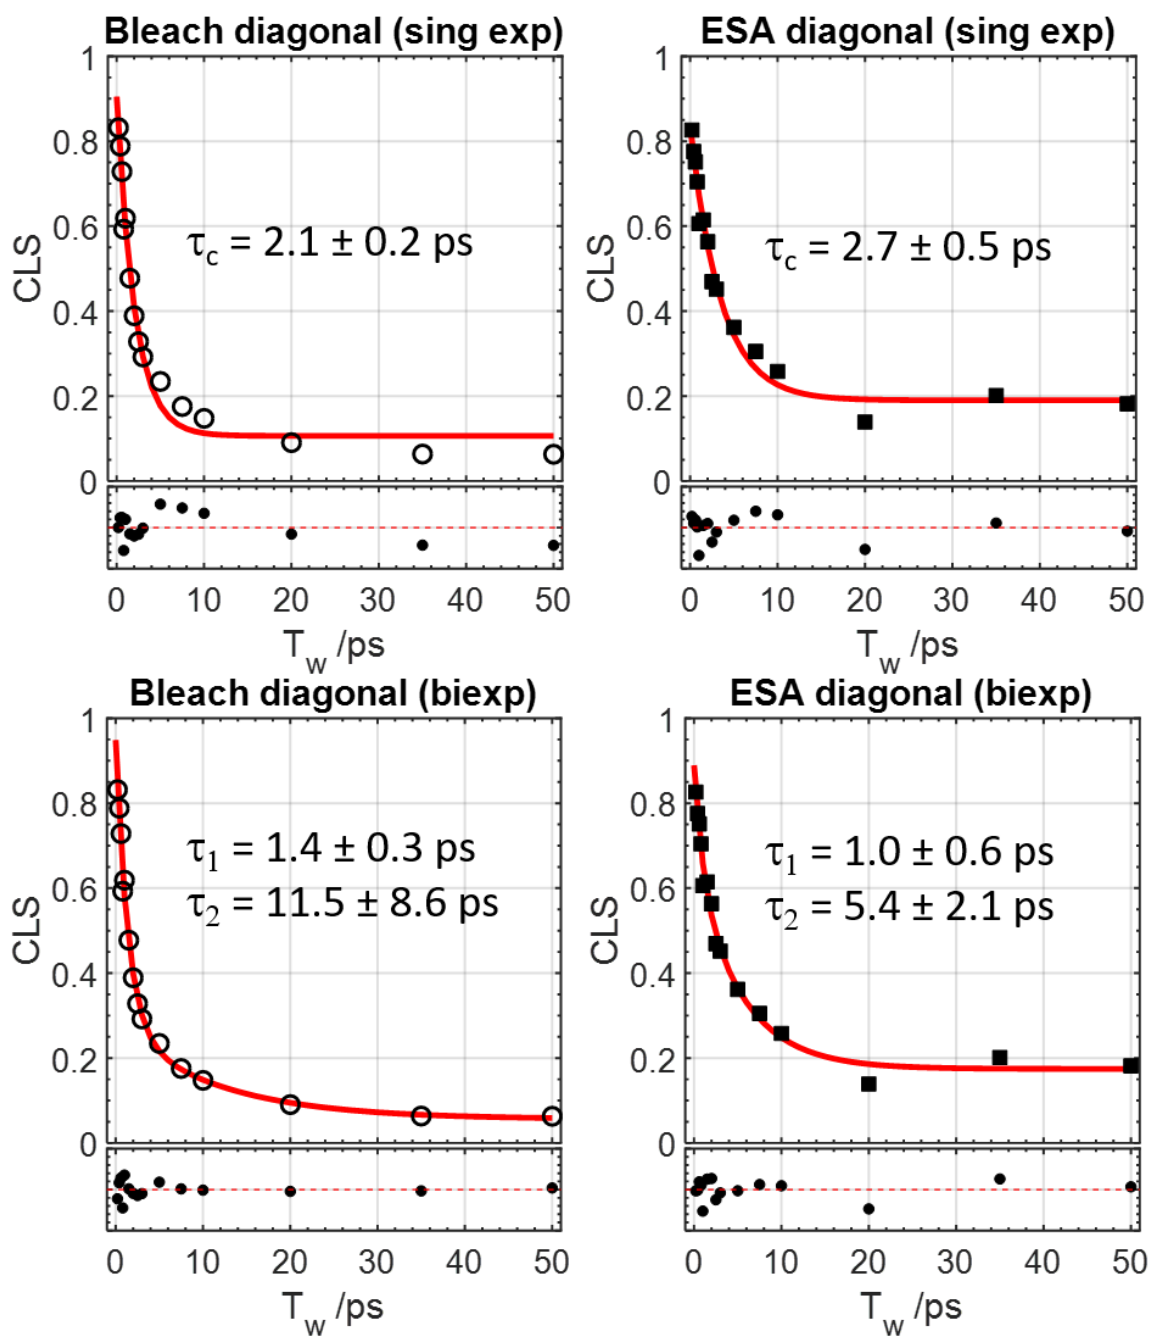 Bleach diagonal (sing exp)
1
0.8
0.6
0.4
0.2
0
CLS
τc = 2.1 ± 0.2 ps
0 10 20 30 40 50
Tw /ps
ESA diagonal (sing exp)
1
0.8
0.6
0.4
0.2
0
CLS
τc = 2.7 ± 0.5 ps
0 10 20 30 40 50
Tw /ps
Bleach diagonal (biexp)
1
0.8
0.6
0.4
0.2
0
CLS
τ1 = 1.4 ± 0.3 ps
τ2 = 11.5 ± 8.6 ps
0 10 20 30 40 50
Tw /ps
ESA diagonal (biexp)
1
0.8
0.6
0.4
0.2
0
CLS
τ1 = 1.0 ± 0.6 ps
τ2 = 5.4 ± 2.1 ps
0 10 20 30 40 50
Tw /ps